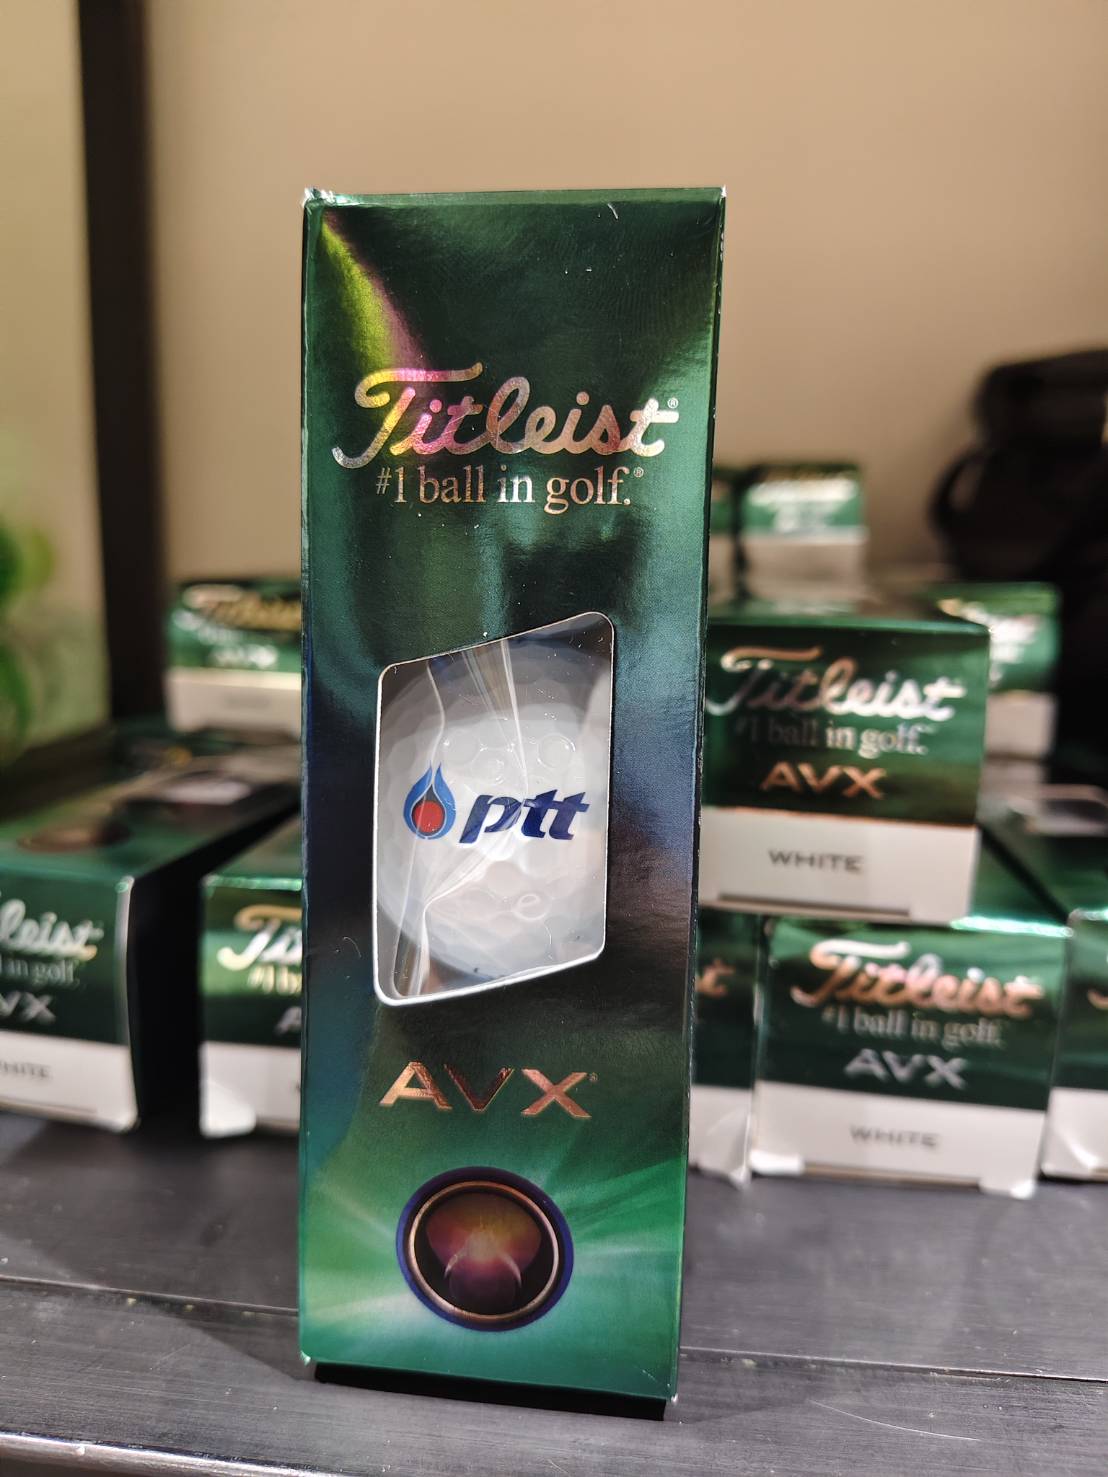 Titleist®
#1 ball in golf.®
ptt
AVX
Titleist
#1 ball in golf.
AVX
WHITE
Titleist
#1 ball in golf.
AVX
WHITE